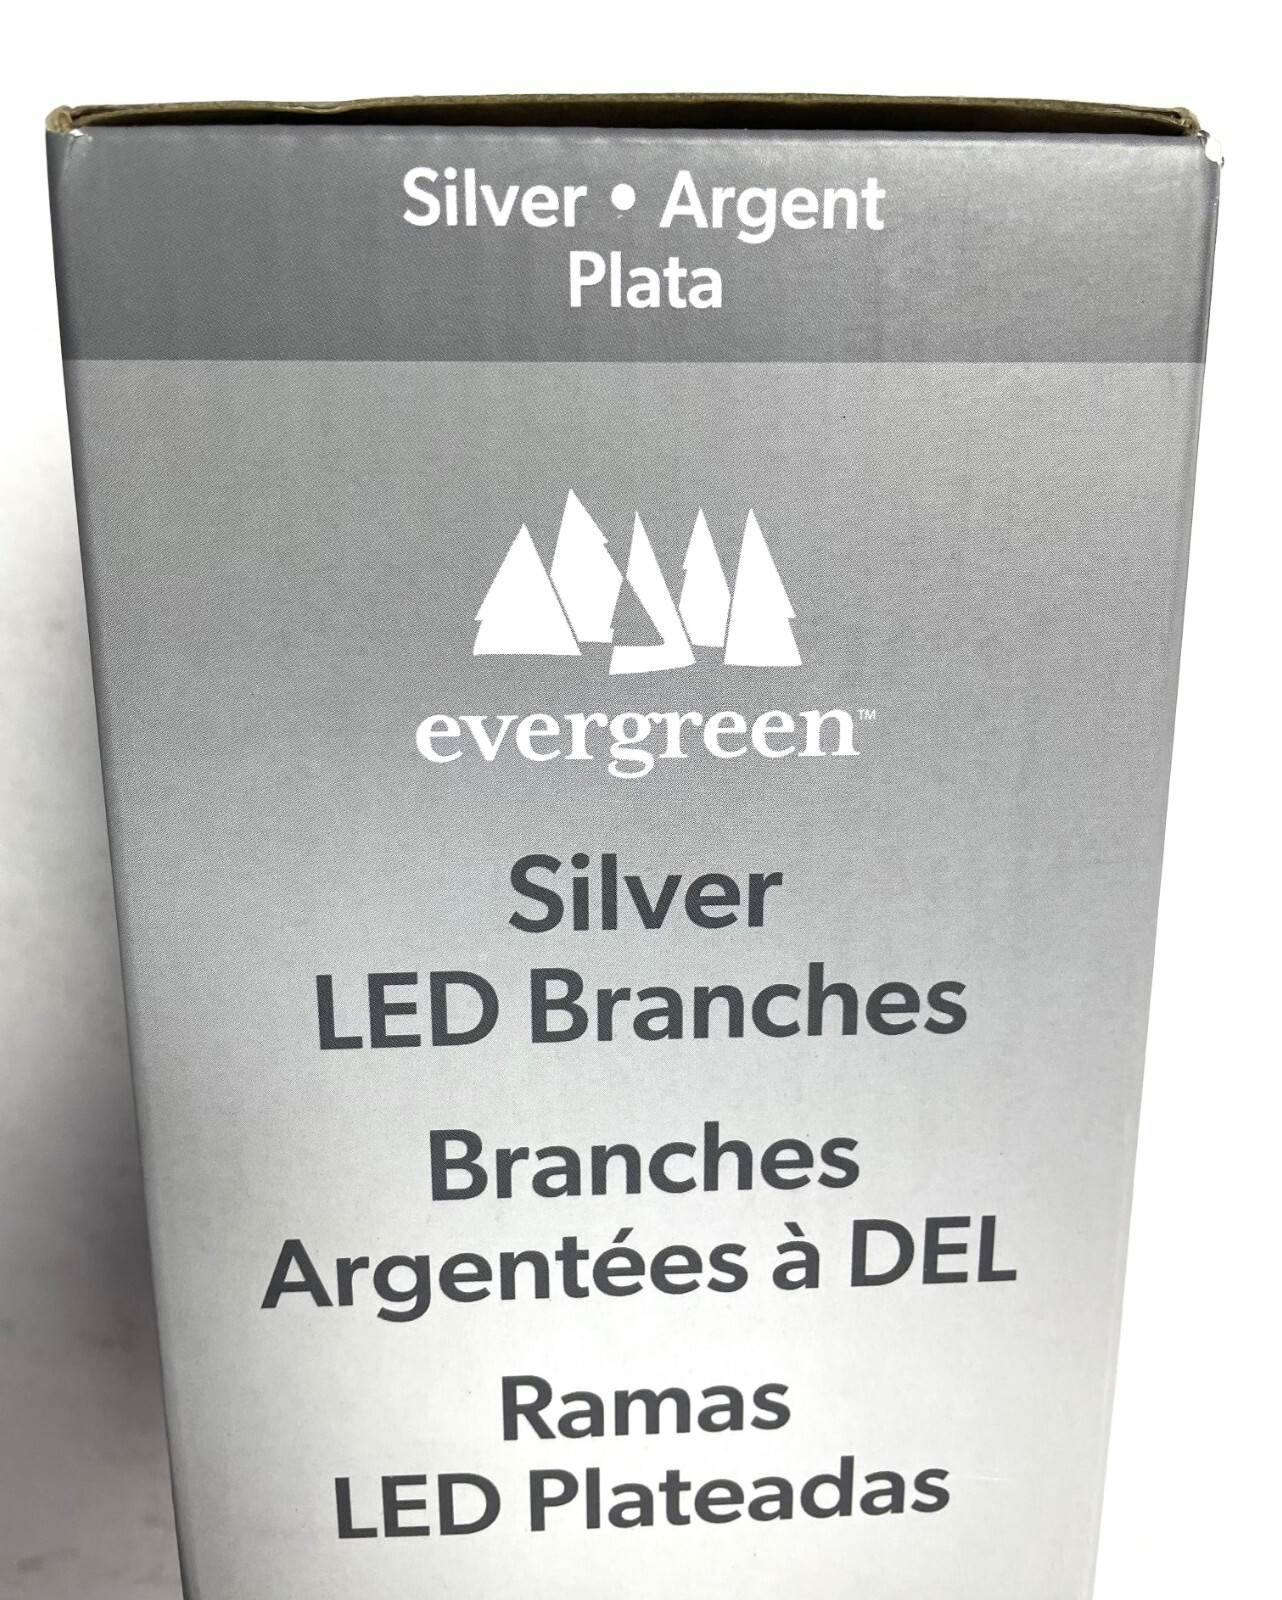 Silver • Argent
Plata
evergreen™
Silver
LED Branches
Branches
Argentées à DEL
Ramas
LED Plateadas